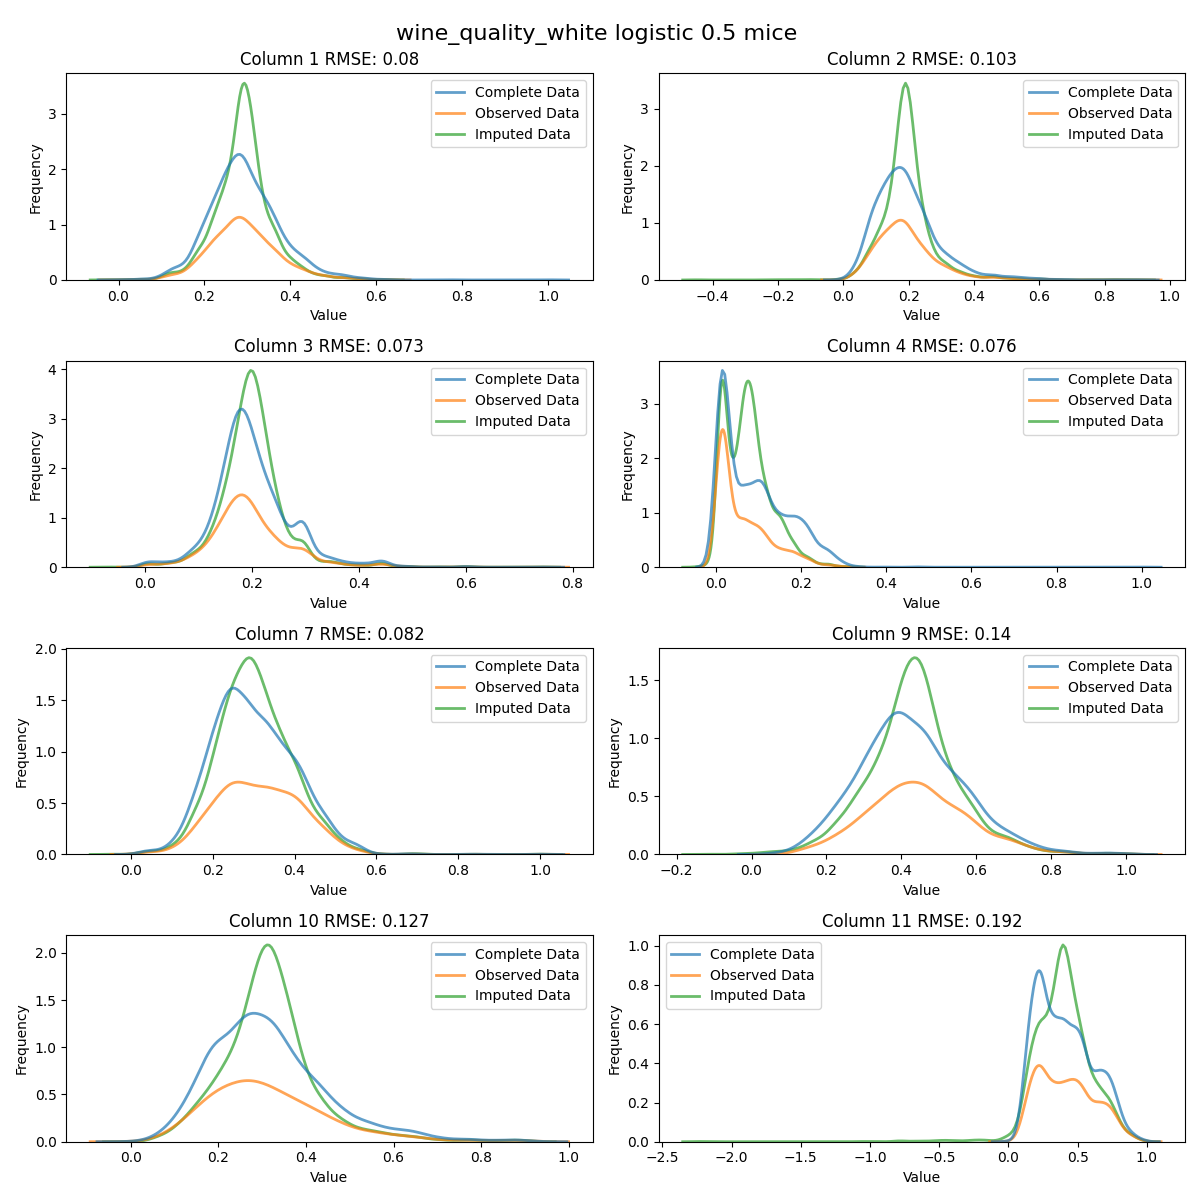 wine_quality_white logistic 0.5 mice
Column 1 RMSE: 0.08
Frequency
3
2
1
0
0.0 0.2 0.4 0.6 0.8 1.0
Value
Complete Data
Observed Data
Imputed Data
Column 2 RMSE: 0.103
Frequency
3
2
1
0
−0.4 −0.2 0.0 0.2 0.4 0.6 0.8 1.0
Value
Complete Data
Observed Data
Imputed Data
Column 3 RMSE: 0.073
Frequency
4
3
2
1
0
0.0 0.2 0.4 0.6 0.8
Value
Complete Data
Observed Data
Imputed Data
Column 4 RMSE: 0.076
Frequency
3
2
1
0
0.0 0.2 0.4 0.6 0.8 1.0
Value
Complete Data
Observed Data
Imputed Data
Column 7 RMSE: 0.082
Frequency
2.0
1.5
1.0
0.5
0.0
0.0 0.2 0.4 0.6 0.8 1.0
Value
Complete Data
Observed Data
Imputed Data
Column 9 RMSE: 0.14
Frequency
1.5
1.0
0.5
0.0
−0.2 0.0 0.2 0.4 0.6 0.8 1.0
Value
Complete Data
Observed Data
Imputed Data
Column 10 RMSE: 0.127
Frequency
2.0
1.5
1.0
0.5
0.0
0.0 0.2 0.4 0.6 0.8 1.0
Value
Complete Data
Observed Data
Imputed Data
Column 11 RMSE: 0.192
Frequency
1.0
0.8
0.6
0.4
0.2
0.0
−2.5 −2.0 −1.5 −1.0 −0.5 0.0 0.5 1.0
Value
Complete Data
Observed Data
Imputed Data